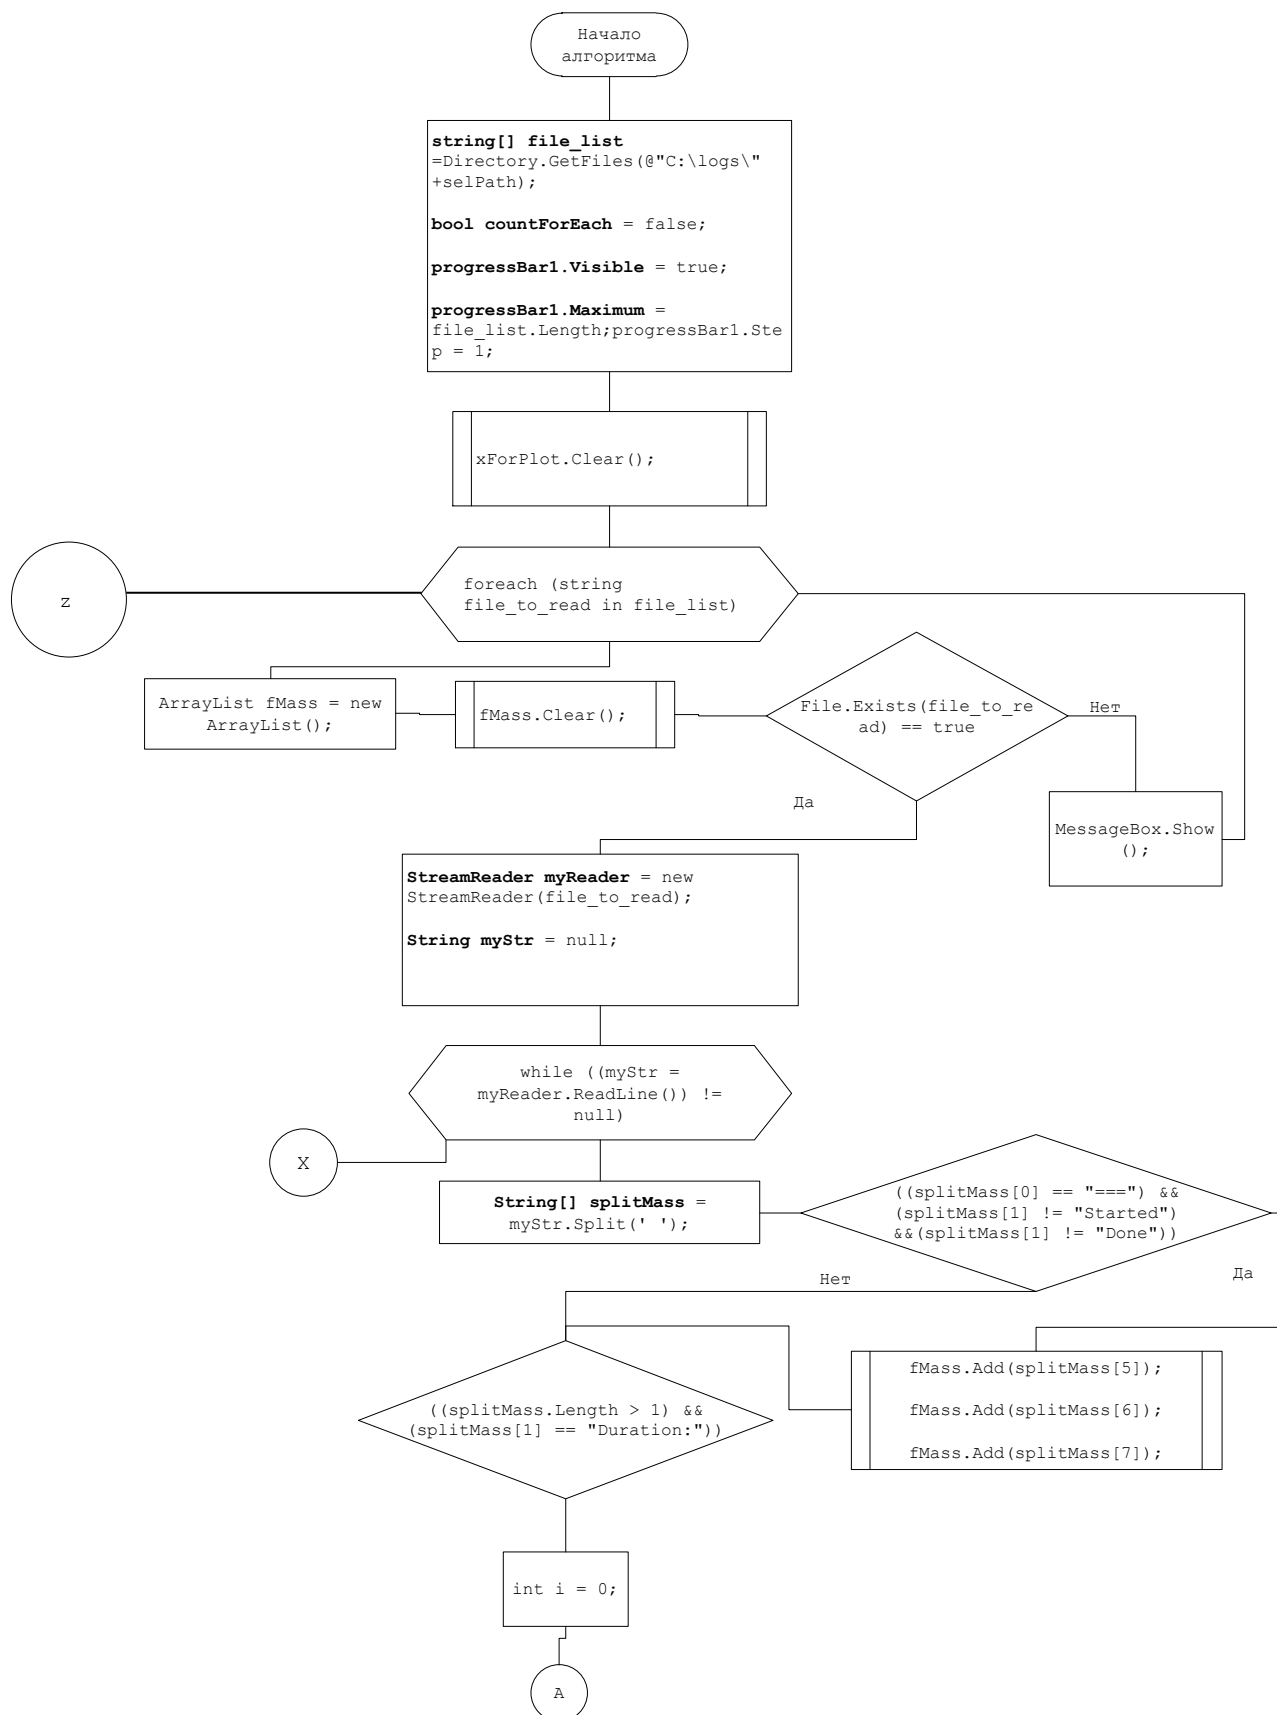 Начало
алгоритма
string[] file_list
=Directory.GetFiles(@"C:\logs\"
+selPath);
bool countForEach = false;
progressBar1.Visible = true;
progressBar1.Maximum =
file_list.Length;progressBar1.Ste
p = 1;
xForPlot.Clear();
z
foreach (string
file_to_read in file_list)
ArrayList fMass = new
ArrayList();
fMass.Clear();
File.Exists(file_to_re
ad) == true
Нет
Да
MessageBox.Show
();
StreamReader myReader = new
StreamReader(file_to_read);
String myStr = null;
while ((myStr =
myReader.ReadLine()) !=
null)
X
String[] splitMass =
myStr.Split(' ');
((splitMass[0] == "===") &&
(splitMass[1] != "Started")
&&(splitMass[1] != "Done"))
Нет
Да
((splitMass.Length > 1) &&
(splitMass[1] == "Duration:"))
fMass.Add(splitMass[5]);
fMass.Add(splitMass[6]);
fMass.Add(splitMass[7]);
int i = 0;
A